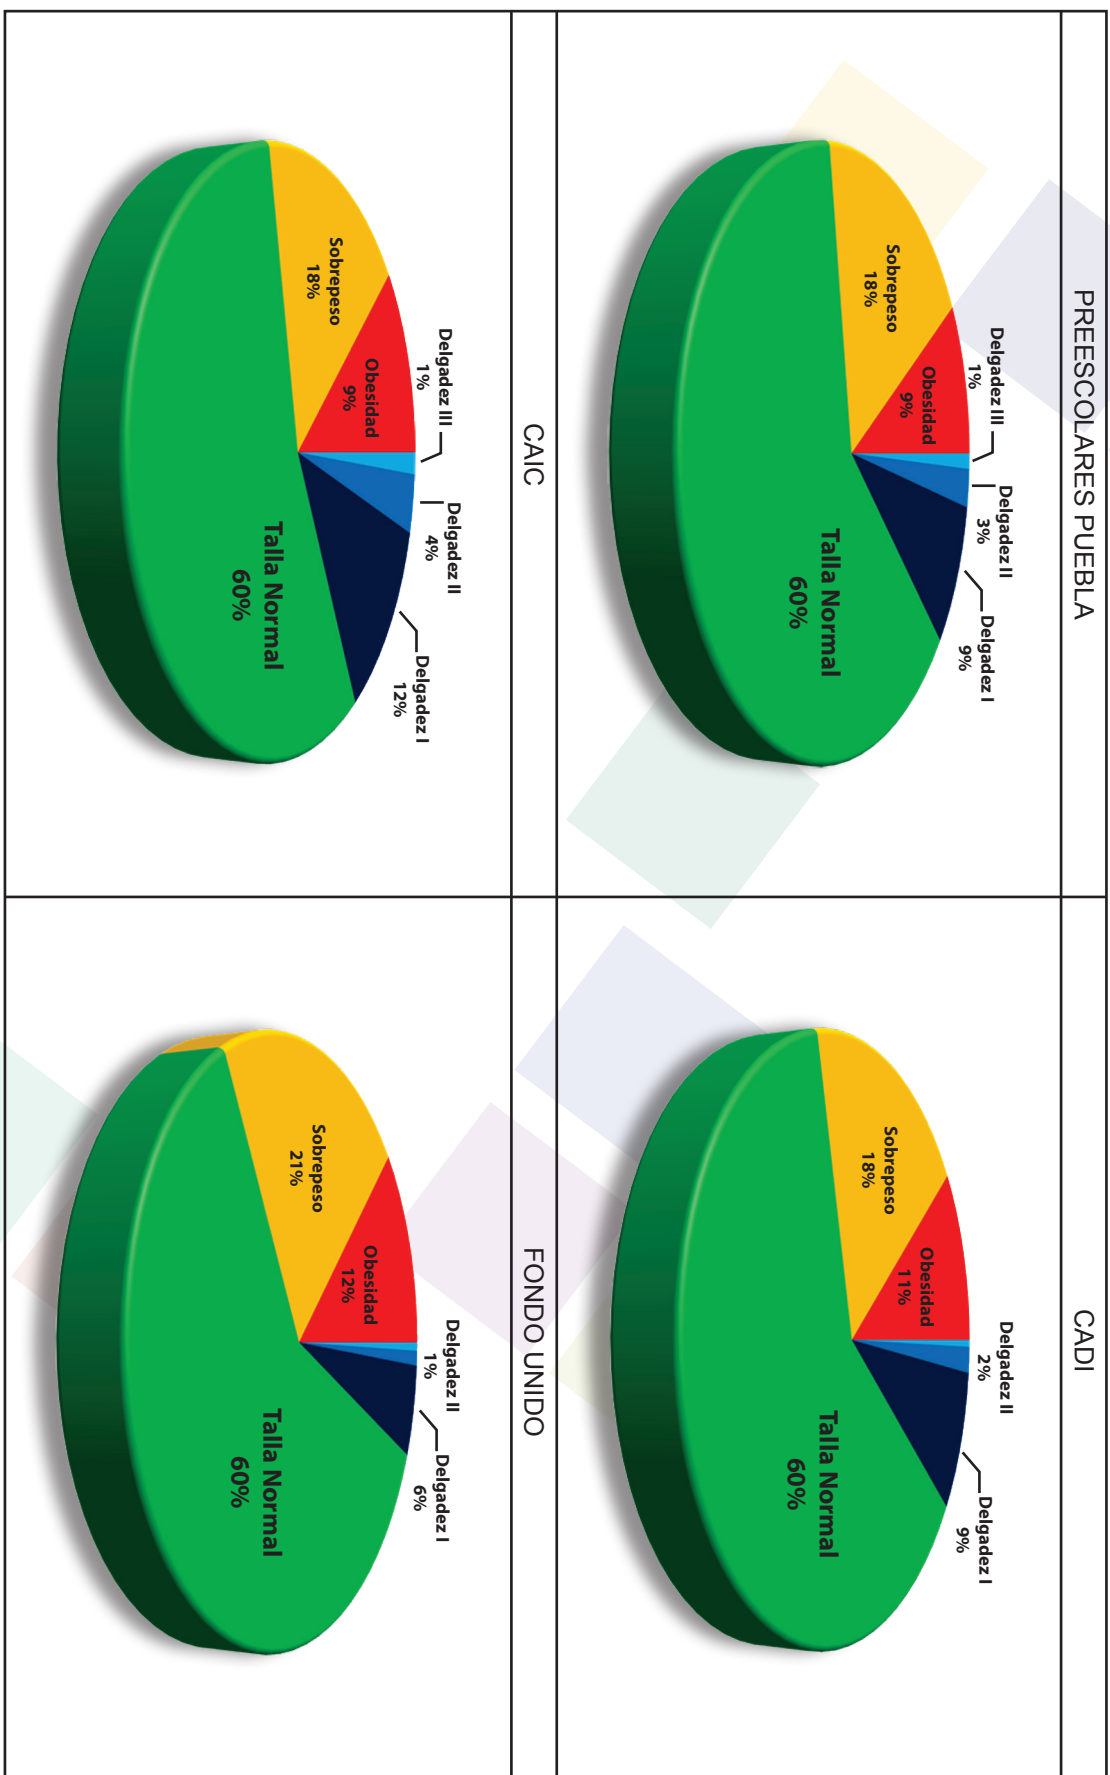 PREESCOLARES PUEBLA
Delgadez III
1%
Delgadez II
3%
Delgadez I
9%
Obesidad
9%
Sobrepeso
18%
Talla Normal
60%
CADI
Delgadez II
2%
Delgadez I
9%
Obesidad
11%
Sobrepeso
18%
Talla Normal
60%
CAIC
Delgadez III
1%
Delgadez II
4%
Delgadez I
12%
Obesidad
9%
Sobrepeso
18%
Talla Normal
60%
FONDO UNIDO
Delgadez II
1%
Delgadez I
6%
Obesidad
12%
Sobrepeso
21%
Talla Normal
60%